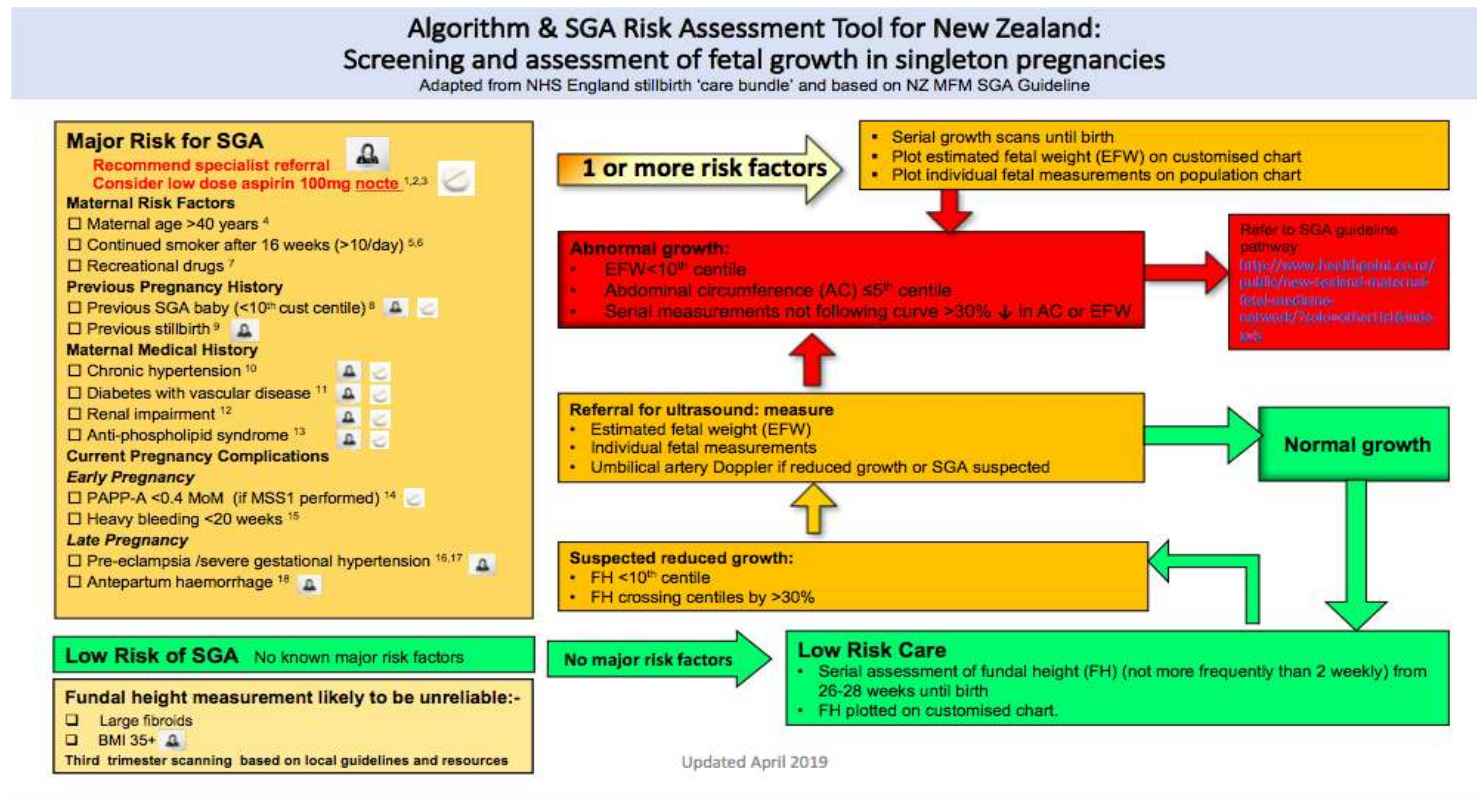 Algorithm & SGA Risk Assessment Tool for New Zealand:
Screening and assessment of fetal growth in singleton pregnancies
Adapted from NHS England stillbirth 'care bundle' and based on NZ MFM SGA Guideline
Major Risk for SGA
Recommend specialist referral
Consider low dose aspirin 100mg nocte 1,2,3
Maternal Risk Factors
☐ Maternal age >40 years 4
☐ Continued smoker after 16 weeks (>10/day) 5,6
☐ Recreational drugs 7
Previous Pregnancy History
☐ Previous SGA baby (<10th cust centile) 8
☐ Previous stillbirth 9
Maternal Medical History
☐ Chronic hypertension 10
☐ Diabetes with vascular disease 11
☐ Renal impairment 12
☐ Anti-phospholipid syndrome 13
Current Pregnancy Complications
Early Pregnancy
☐ PAPP-A <0.4 MoM (if MSS1 performed) 14
☐ Heavy bleeding <20 weeks 15
Late Pregnancy
☐ Pre-eclampsia /severe gestational hypertension 16,17
☐ Antepartum haemorrhage 18
Low Risk of SGA No known major risk factors
Fundal height measurement likely to be unreliable:-
❑ Large fibroids
❑ BMI 35+
Third trimester scanning based on local guidelines and resources
1 or more risk factors
▪ Serial growth scans until birth
▪ Plot estimated fetal weight (EFW) on customised chart
▪ Plot individual fetal measurements on population chart
Abnormal growth:
• EFW<10th centile
• Abdominal circumference (AC) ≤5th centile
• Serial measurements not following curve >30% ↓ in AC or EFW
Refer to SGA guideline
pathway
http://www.healthpoint.co.nz/
public/new-zealand-maternal-
fetal-medicine-
Referral for ultrasound: measure
• Estimated fetal weight (EFW)
• Individual fetal measurements
• Umbilical artery Doppler if reduced growth or SGA suspected
Normal growth
Suspected reduced growth:
• FH <10th centile
• FH crossing centiles by >30%
No major risk factors
Low Risk Care
• Serial assessment of fundal height (FH) (not more frequently than 2 weekly) from
26-28 weeks until birth
• FH plotted on customised chart.
Updated April 2019